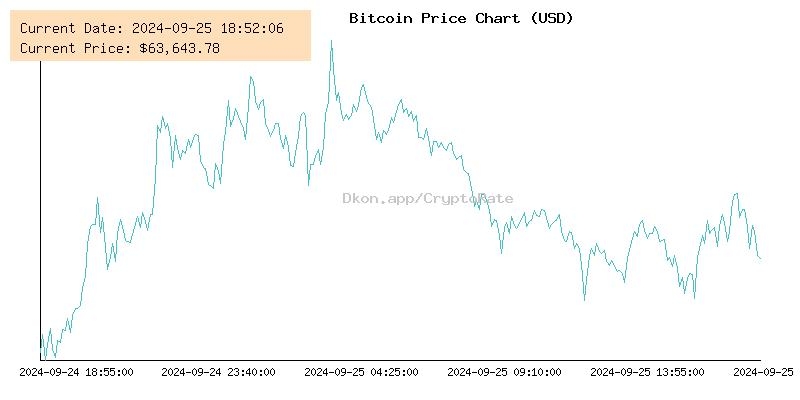 Bitcoin Price Chart (USD)
Current Date: 2024-09-25 18:52:06
Current Price: $63,643.78
Dkon.app/CryptoRate
2024-09-24 18:55:00 2024-09-24 23:40:00 2024-09-25 04:25:00 2024-09-25 09:10:00 2024-09-25 13:55:00 2024-09-25